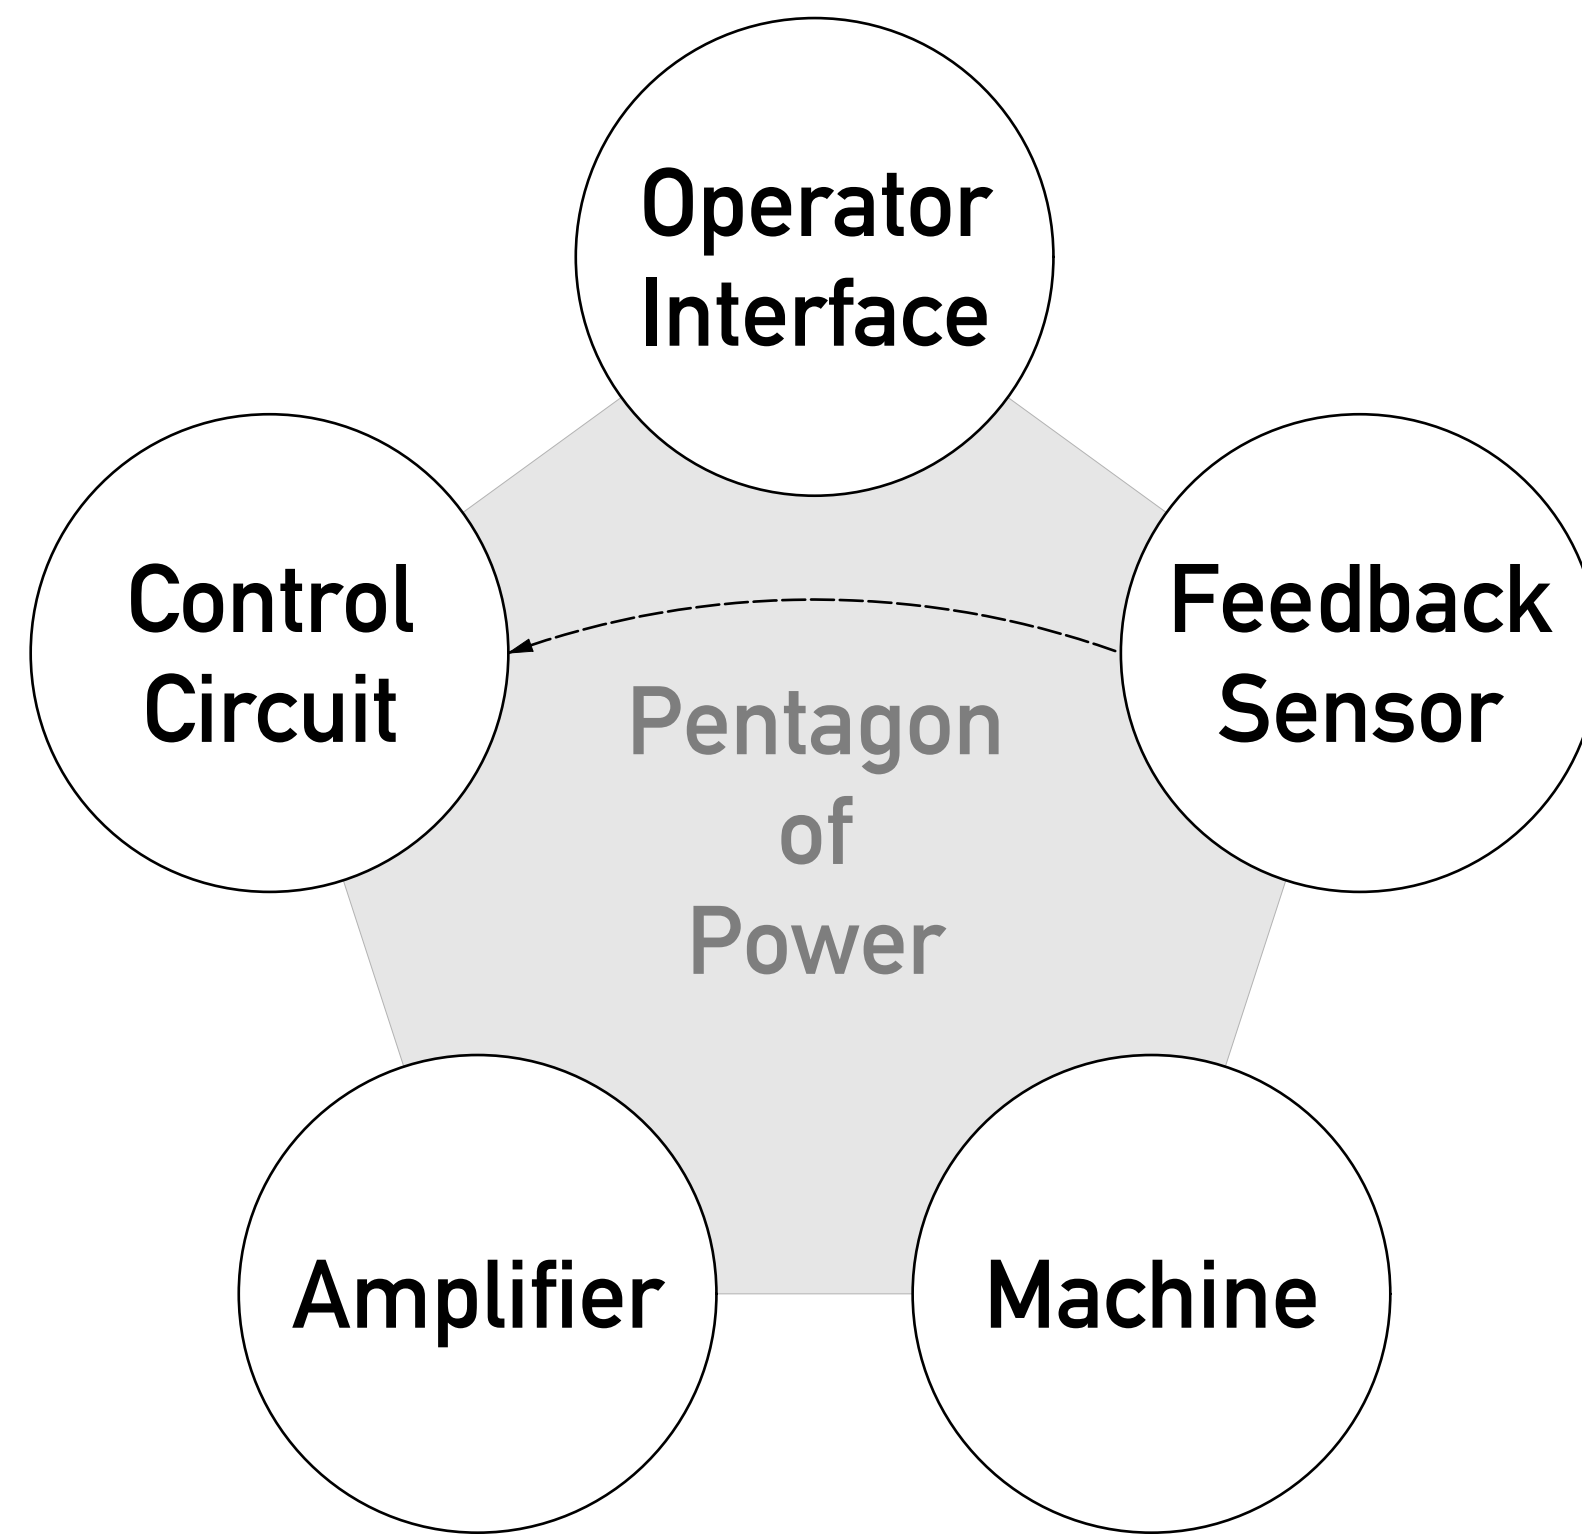 Operator
Interface
Control
Circuit
Feedback
Sensor
Pentagon
of
Power
Amplifier
Machine